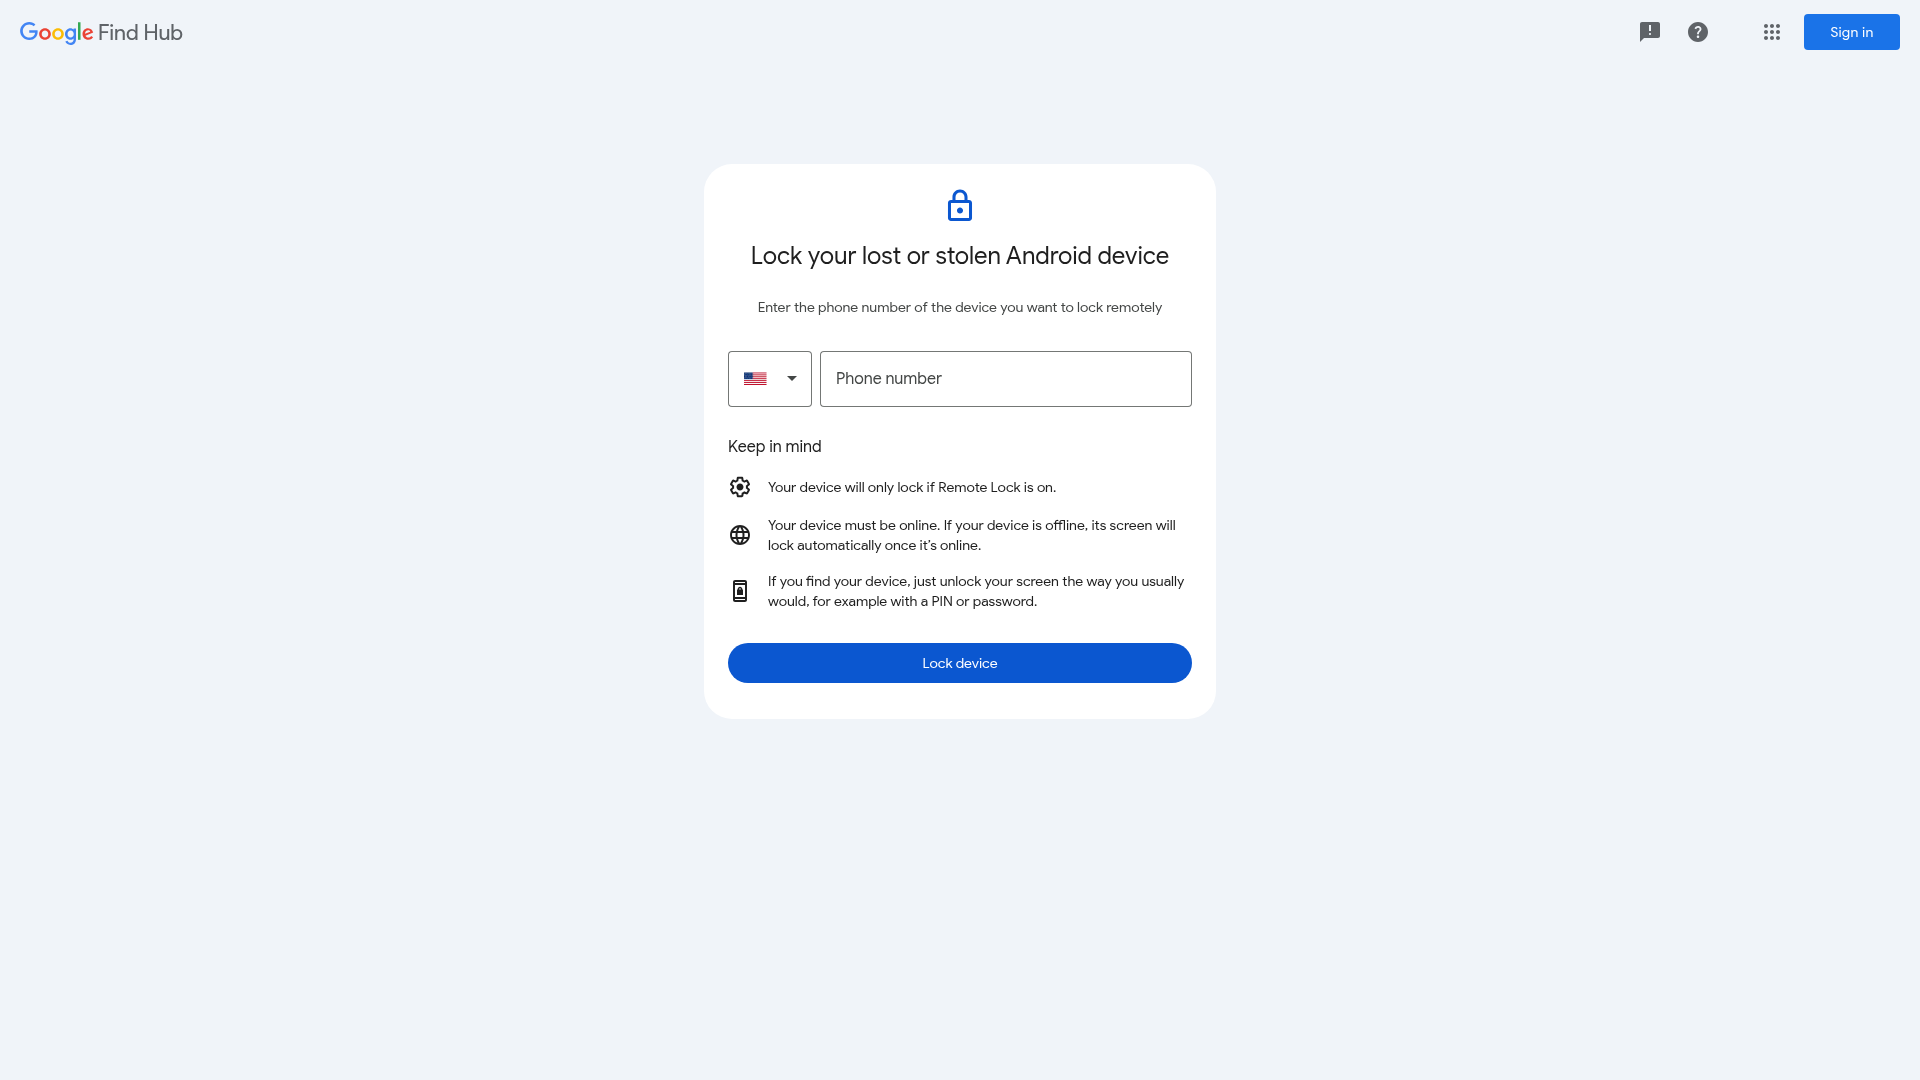 Google Find Hub
Sign in
Lock your lost or stolen Android device
Enter the phone number of the device you want to lock remotely
Phone number
Keep in mind
Your device will only lock if Remote Lock is on.
Your device must be online. If your device is offline, its screen will
lock automatically once it's online.
If you find your device, just unlock your screen the way you usually
would, for example with a PIN or password.
Lock device